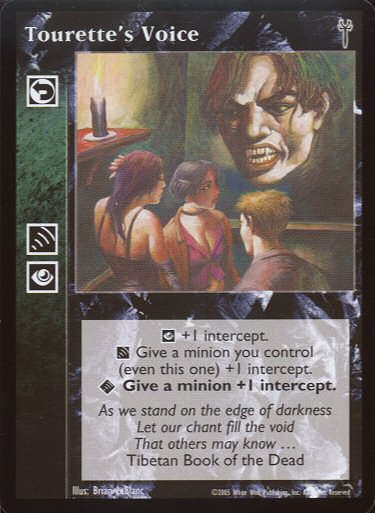 Tourette's Voice
+1 intercept.
Give a minion you control
(even this one) +1 intercept.
Give a minion +1 intercept.
As we stand on the edge of darkness
Let our chant fill the void
That others may know ...
Tibetan Book of the Dead
Illus: Brian LeBlanc
©2005 White Wolf Publishing, Inc. All Rights Reserved